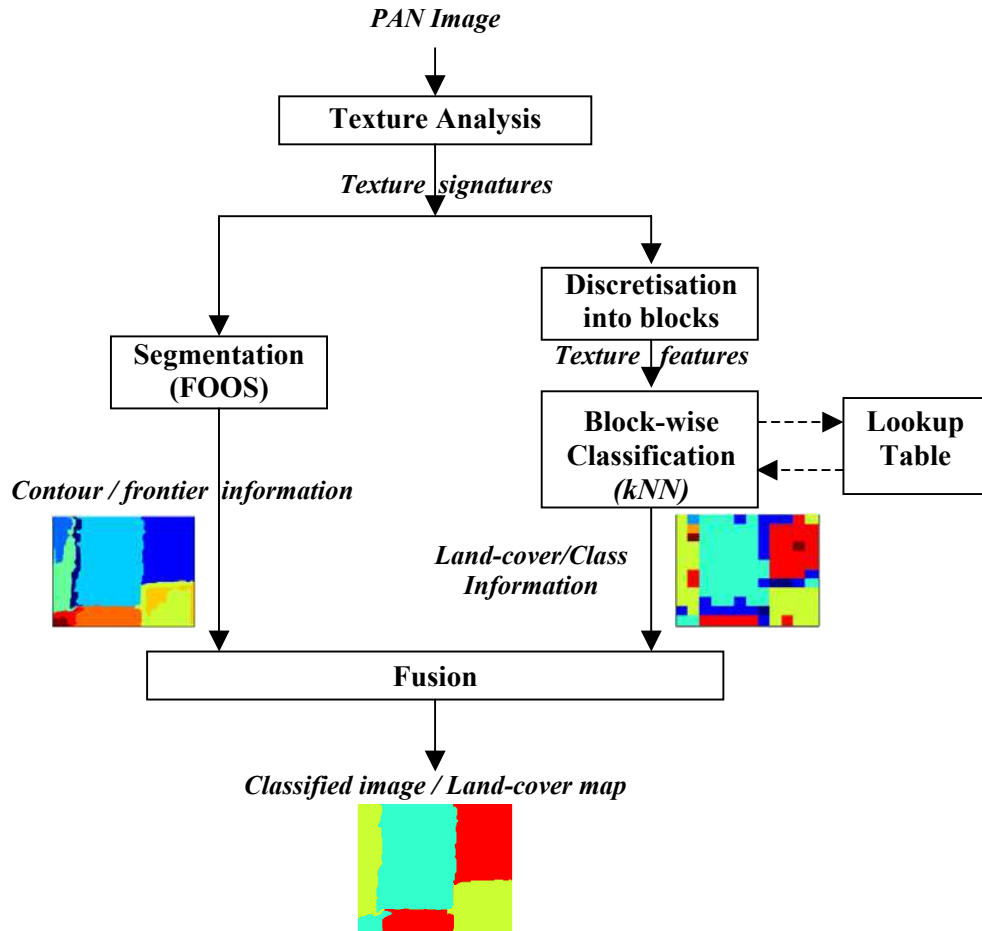 PAN Image
Texture Analysis
Texture signatures
Discretisation
into blocks
Segmentation
(FOOS)
Texture features
Block-wise
Classification
(kNN)
Lookup
Table
Contour / frontier information
Land-cover/Class
Information
Fusion
Classified image / Land-cover map